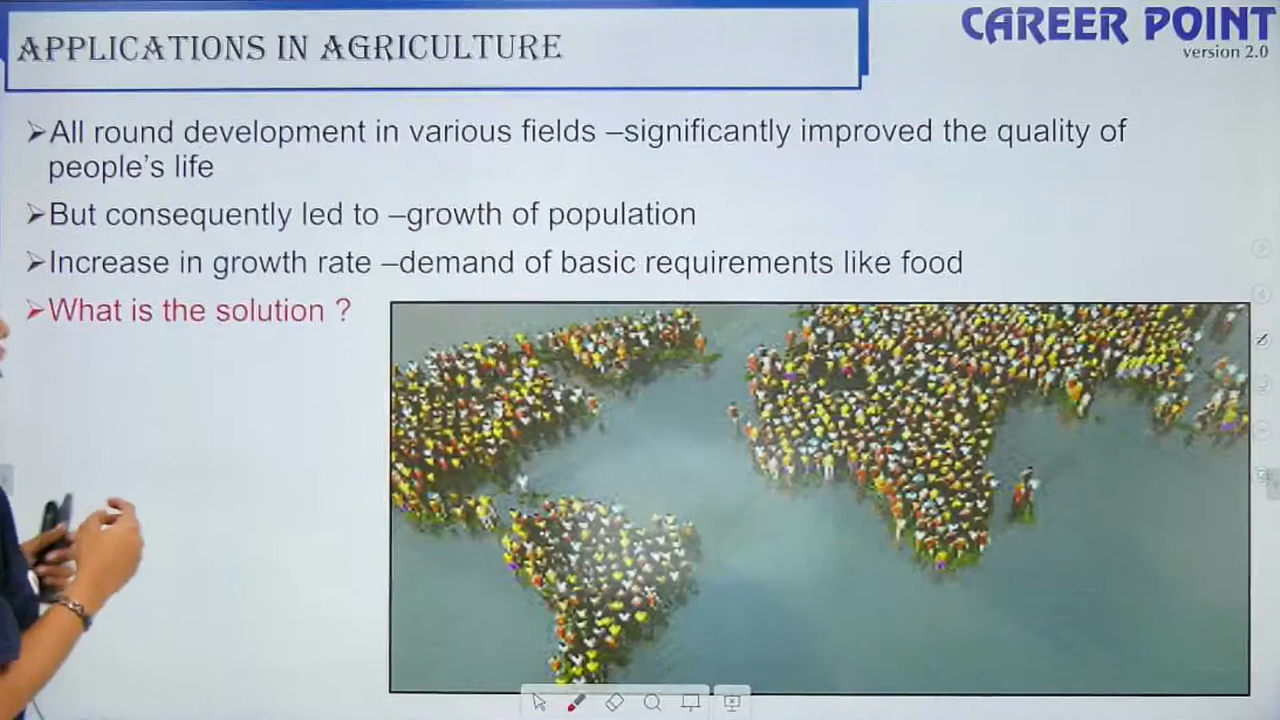 APPLICATIONS IN AGRICULTURE
CAREER POINT
version 2.0
➢All round development in various fields –significantly improved the quality of
people’s life
➢But consequently led to –growth of population
➢Increase in growth rate –demand of basic requirements like food
➢What is the solution ?